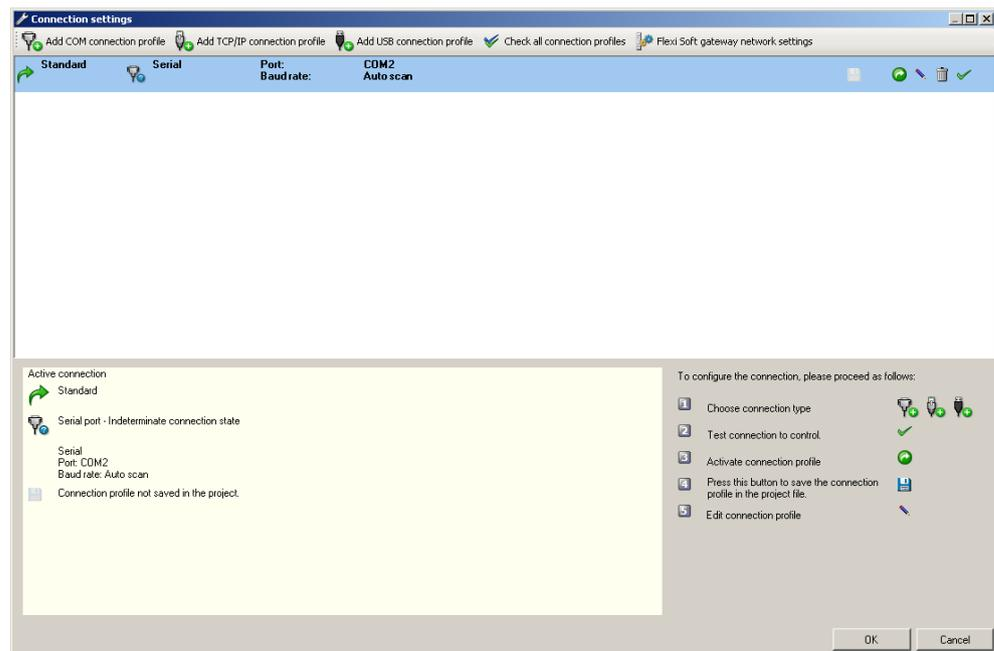 Connection settings
Add COM connection profile Add TCP/IP connection profile Add USB connection profile Check all connection profiles Flexi Soft gateway network settings
Standard Serial Port: COM2
Baud rate: Auto scan
Active connection
Standard
Serial port - Indeterminate connection state
Serial
Port: COM2
Baud rate: Auto scan
Connection profile not saved in the project.
To configure the connection, please proceed as follows:
1 Choose connection type
2 Test connection to control.
3 Activate connection profile
4 Press this button to save the connection
profile in the project file.
5 Edit connection profile
OK Cancel